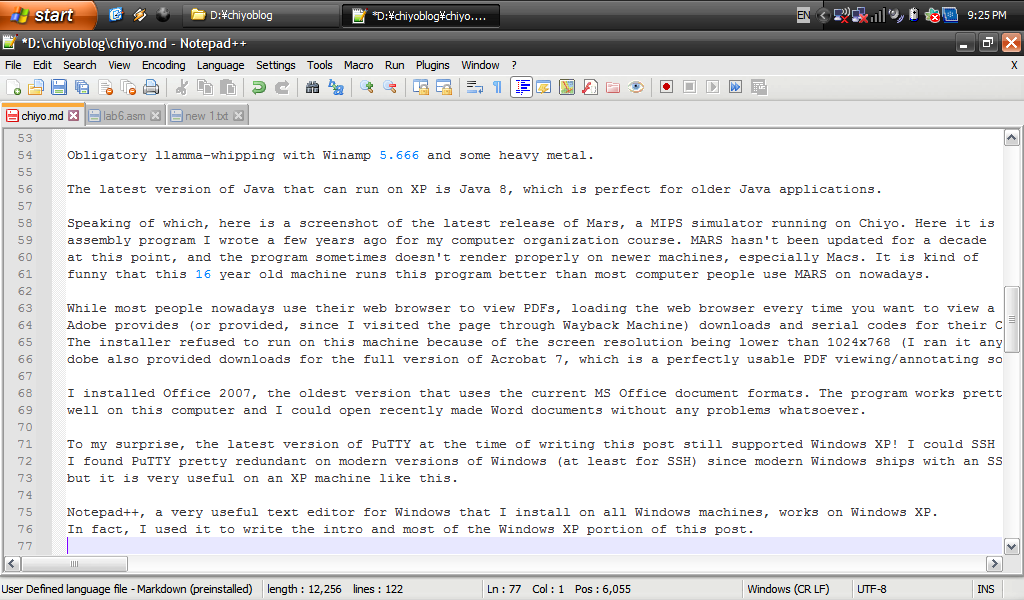 start
D:¥chiyoblog
*D:¥chiyoblog¥chiyo....
EN
9:25 PM
*D:\chiyoblog\chiyo.md - Notepad++
File Edit Search View Encoding Language Settings Tools Macro Run Plugins Window ? X
chiyo.md
lab6.asm
new 1.txt
53
54 Obligatory llamma-whipping with Winamp 5.666 and some heavy metal.
55
56 The latest version of Java that can run on XP is Java 8, which is perfect for older Java applications.
57
58 Speaking of which, here is a screenshot of the latest release of Mars, a MIPS simulator running on Chiyo. Here it is
59 assembly program I wrote a few years ago for my computer organization course. MARS hasn't been updated for a decade
60 at this point, and the program sometimes doesn't render properly on newer machines, especially Macs. It is kind of
61 funny that this 16 year old machine runs this program better than most computer people use MARS on nowadays.
62
63 While most people nowadays use their web browser to view PDFs, loading the web browser every time you want to view a
64 Adobe provides (or provided, since I visited the page through Wayback Machine) downloads and serial codes for their C
65 The installer refused to run on this machine because of the screen resolution being lower than 1024x768 (I ran it any
66 dobe also provided downloads for the full version of Acrobat 7, which is a perfectly usable PDF viewing/annotating so
67
68 I installed Office 2007, the oldest version that uses the current MS Office document formats. The program works prett
69 well on this computer and I could open recently made Word documents without any problems whatsoever.
70
71 To my surprise, the latest version of PuTTY at the time of writing this post still supported Windows XP! I could SSH
72 I found PuTTY pretty redundant on modern versions of Windows (at least for SSH) since modern Windows ships with an SS
73 but it is very useful on an XP machine like this.
74
75 Notepad++, a very useful text editor for Windows that I install on all Windows machines, works on Windows XP.
76 In fact, I used it to write the intro and most of the Windows XP portion of this post.
77
User Defined language file - Markdown (preinstalled) length : 12,256 lines : 122 Ln : 77 Col : 1 Pos : 6,055 Windows (CR LF) UTF-8 INS